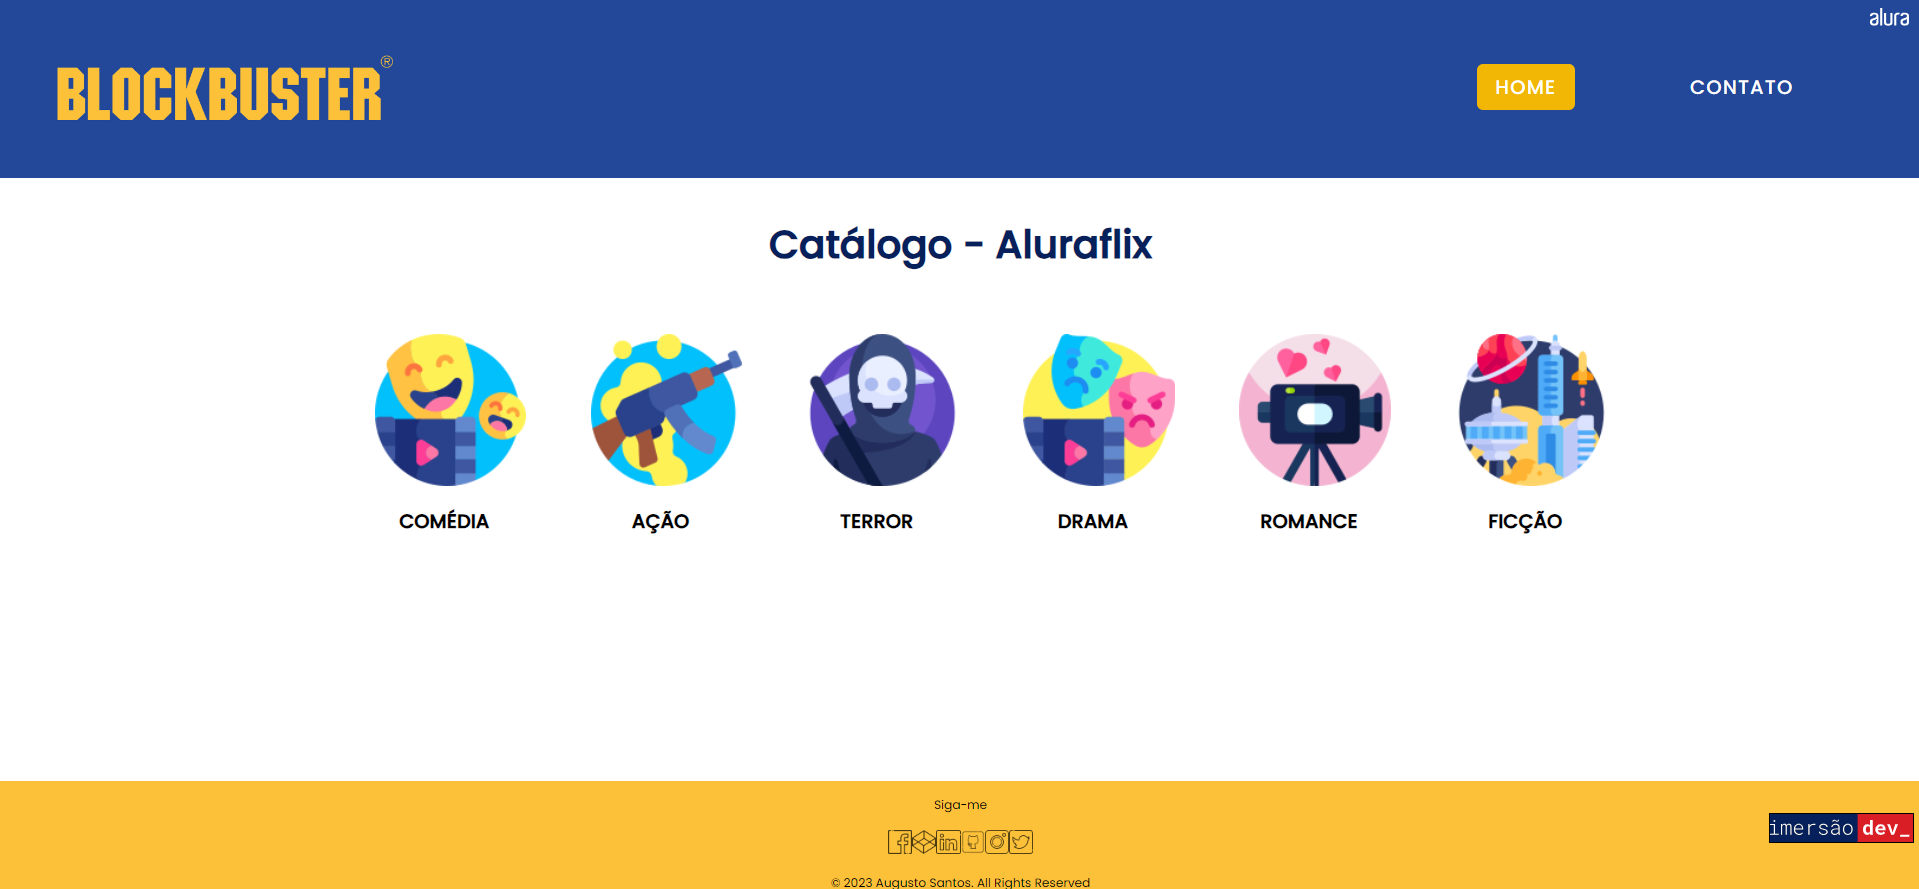 alura
BLOCKBUSTER®
HOME
CONTATO
Catálogo - Aluraflix
COMÉDIA
AÇÃO
TERROR
DRAMA
ROMANCE
FICÇÃO
Siga-me
imersão dev_
© 2023 Augusto Santos. All Rights Reserved